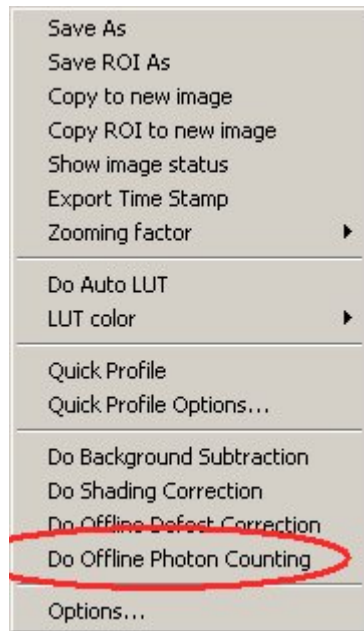 Save As
Save ROI As
Copy to new image
Copy ROI to new image
Show image status
Export Time Stamp
Zooming factor
Do Auto LUT
LUT color
Quick Profile
Quick Profile Options...
Do Background Subtraction
Do Shading Correction
Do Offline Defect Correction
Do Offline Photon Counting
Options...